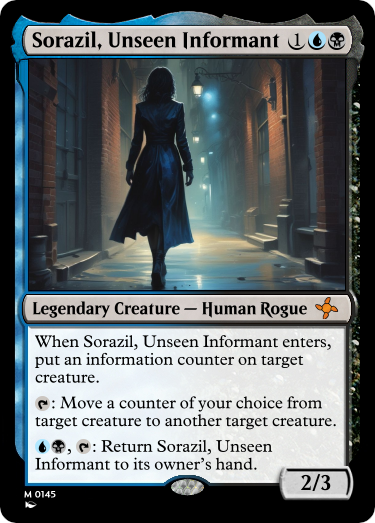 Sorazil, Unseen Informant 1
Legendary Creature — Human Rogue
When Sorazil, Unseen Informant enters,
put an information counter on target
creature.
: Move a counter of your choice from
target creature to another target creature.
, : Return Sorazil, Unseen
Informant to its owner's hand.
2/3
M 0145